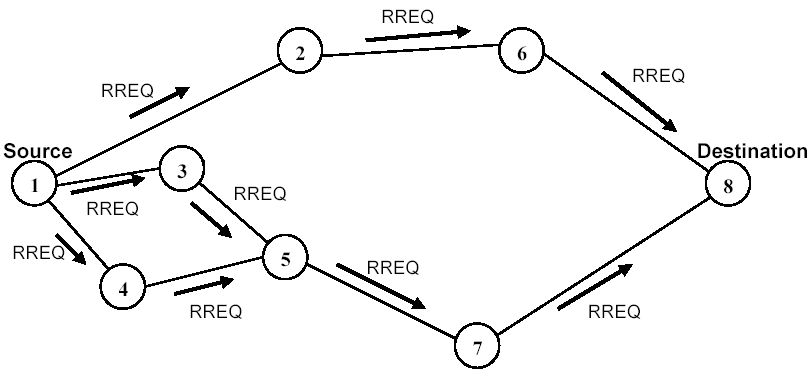 RREQ
2
6
RREQ
RREQ
Source
Destination
1
3
8
RREQ
RREQ
RREQ
5
RREQ
4
RREQ
RREQ
7